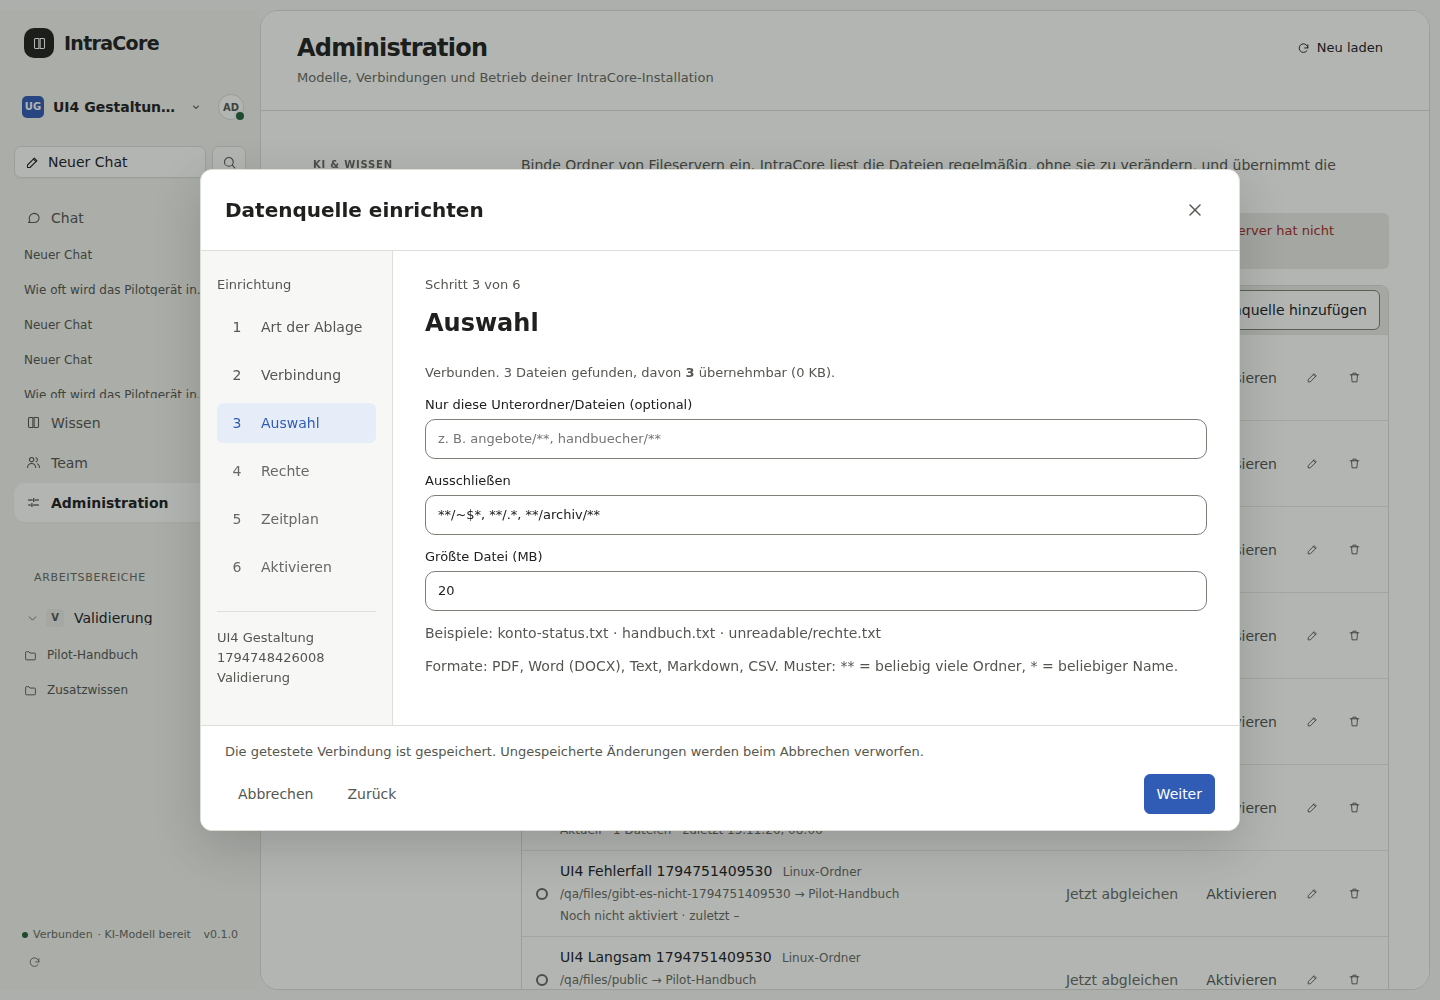 IntraCore
UG UI4 Gestaltun...
AD
Neuer Chat
Chat
Neuer Chat
Wie oft wird das Pilotgerät in.
Neuer Chat
Neuer Chat
Wie oft wird das Pilotgerät in.
Wissen
Team
Administration
ARBEITSBEREICHE
V Validierung
Pilot-Handbuch
Zusatzwissen
Verbunden · KI-Modell bereit v0.1.0
Administration
Modelle, Verbindungen und Betrieb deiner IntraCore-Installation
Neu laden
KI & WISSEN
Binde Ordner von Fileservern ein. IntraCore liest die Dateien regelmäßig, ohne sie zu verändern, und übernimmt die
hat nicht
hinzufügen
Datenquelle einrichten
Einrichtung
1 Art der Ablage
2 Verbindung
3 Auswahl
4 Rechte
5 Zeitplan
6 Aktivieren
UI4 Gestaltung
1794748426008
Validierung
Schritt 3 von 6
Auswahl
Verbunden. 3 Dateien gefunden, davon 3 übernehmbar (0 KB).
Nur diese Unterordner/Dateien (optional)
z. B. angebote/**, handbuecher/**
Ausschließen
**/~$*, **/.*, **/archiv/**
Größte Datei (MB)
20
Beispiele: konto-status.txt · handbuch.txt · unreadable/rechte.txt
Formate: PDF, Word (DOCX), Text, Markdown, CSV. Muster: ** = beliebig viele Ordner, * = beliebiger Name.
Die getestete Verbindung ist gespeichert. Ungespeicherte Änderungen werden beim Abbrechen verworfen.
Abbrechen
Zurück
Weiter
UI4 Fehlerfall 1794751409530 Linux-Ordner
/qa/files/gibt-es-nicht-1794751409530 → Pilot-Handbuch
Noch nicht aktiviert · zuletzt –
Jetzt abgleichen
Aktivieren
UI4 Langsam 1794751409530 Linux-Ordner
/qa/files/public → Pilot-Handbuch
Jetzt abgleichen
Aktivieren